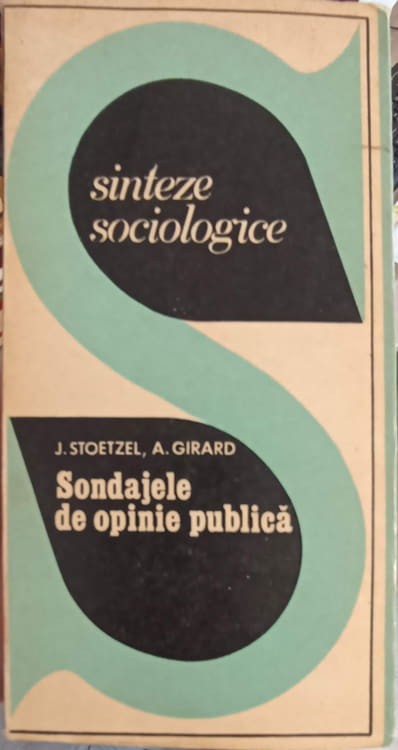 sinteze
sociologice
J. STOETZEL, A. GIRARD
Sondajele
de opinie publică